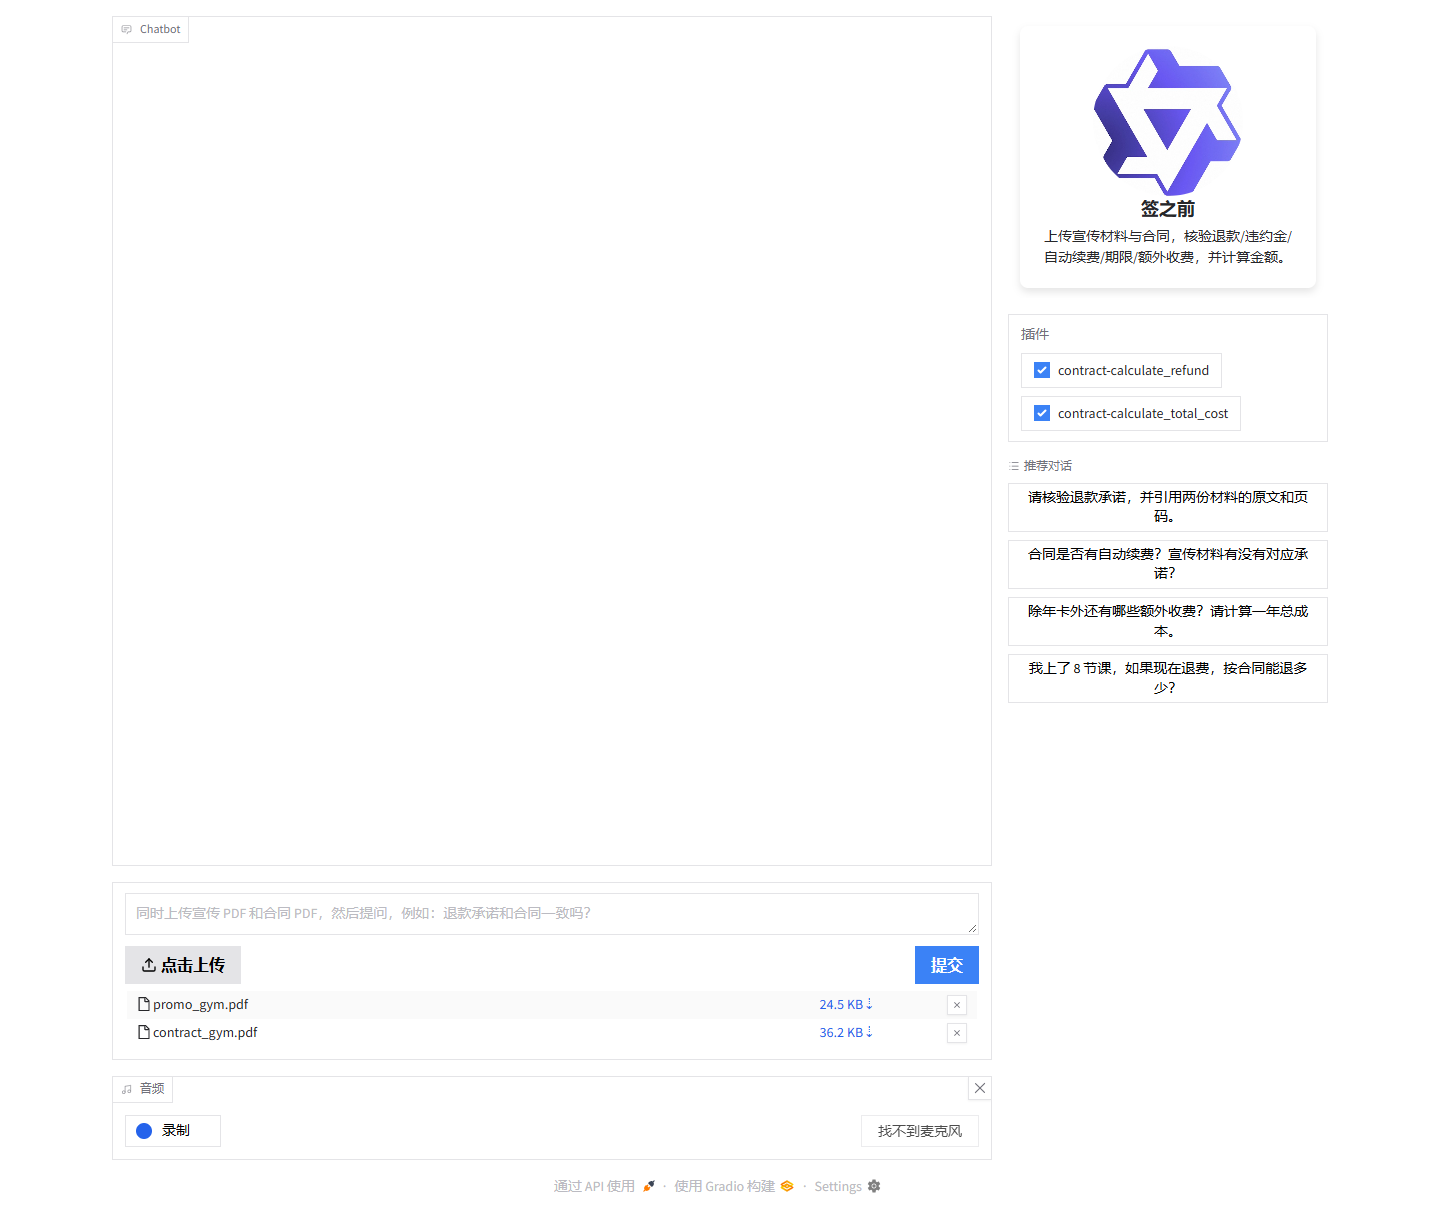 Chatbot
签之前
上传宣传材料与合同，核验退款/违约金/
自动续费/期限/额外收费，并计算金额。
插件
contract-calculate_refund
contract-calculate_total_cost
推荐对话
请核验退款承诺，并引用两份材料的原文和页
码。
合同是否有自动续费？宣传材料有没有对应承
诺？
除年卡外还有哪些额外收费？请计算一年总成
本。
我上了 8 节课，如果现在退费，按合同能退多
少？
同时上传宣传 PDF 和合同 PDF，然后提问，例如：退款承诺和合同一致吗？
点击上传
提交
promo_gym.pdf 24.5 KB⇣ ×
contract_gym.pdf 36.2 KB⇣ ×
音频
录制
找不到麦克风
通过 API 使用 · 使用 Gradio 构建 · Settings